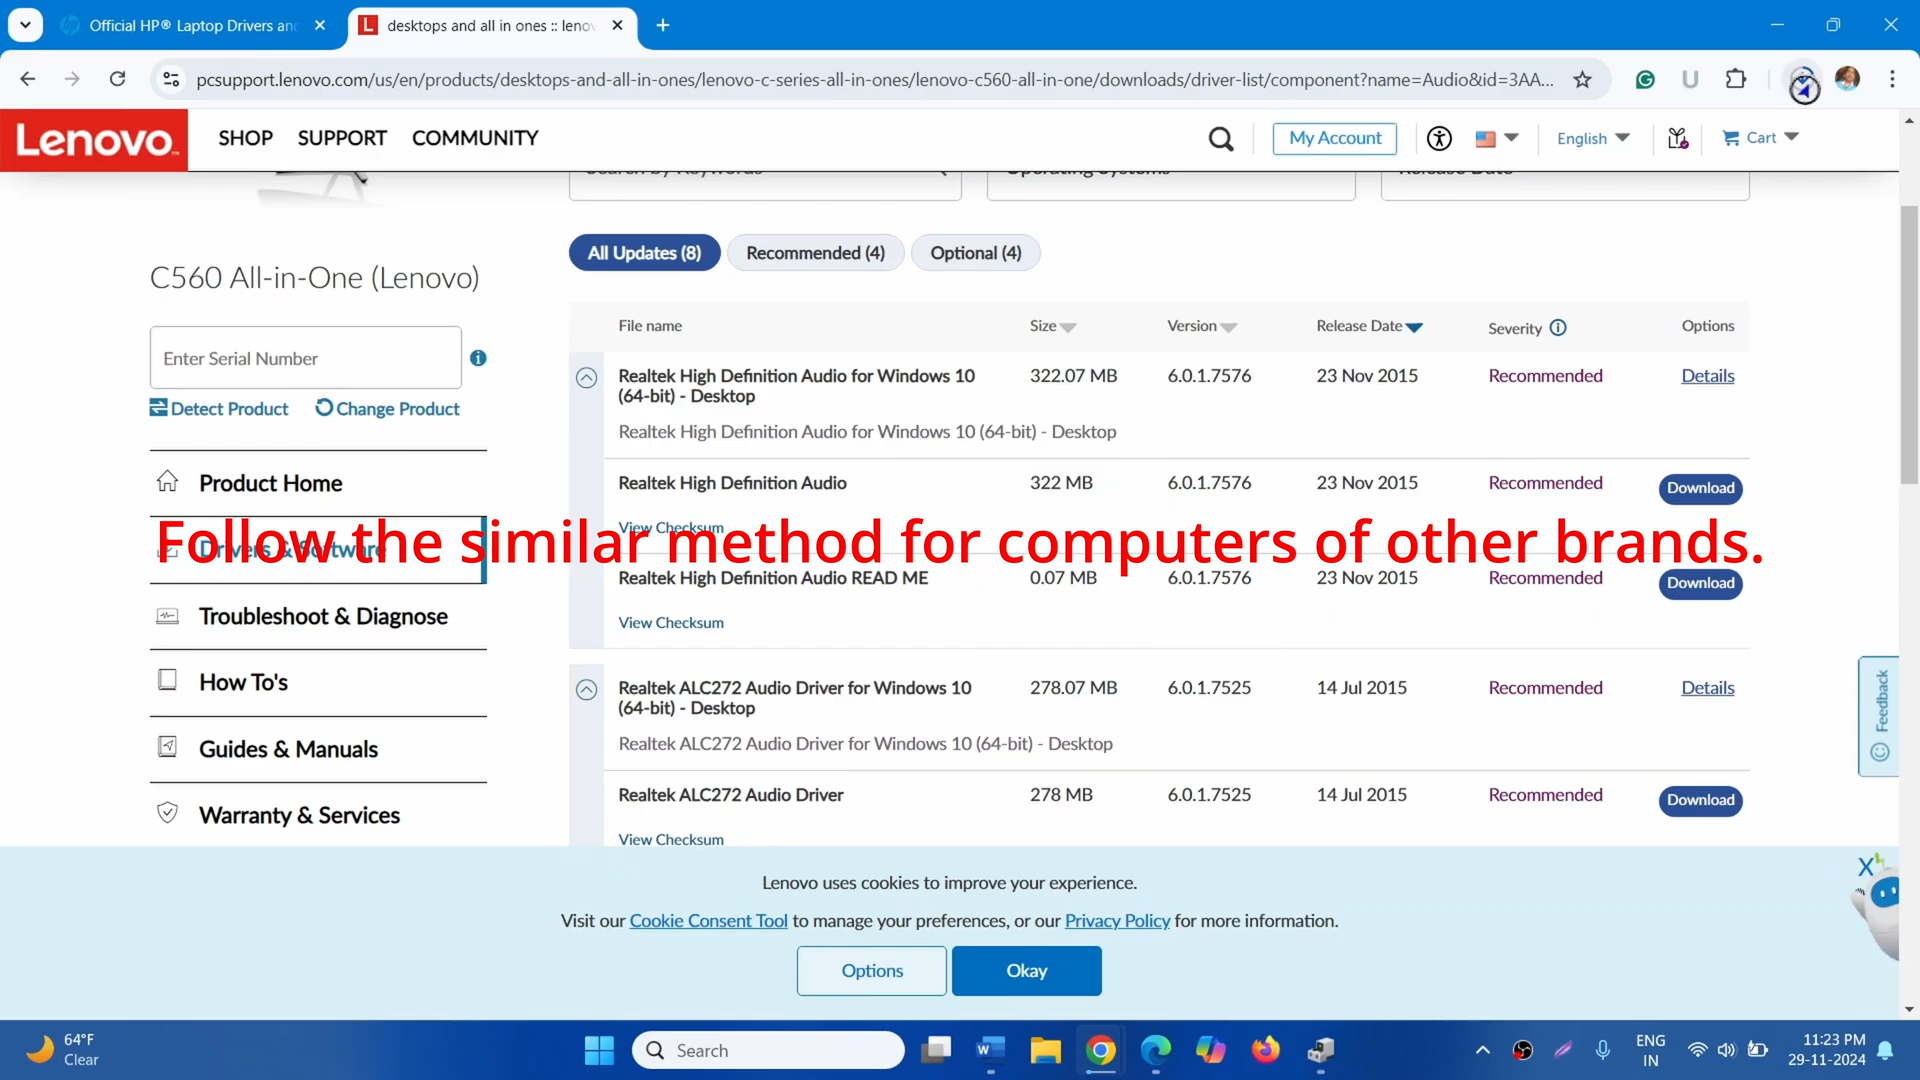 Official HP® Laptop Drivers an
desktops and all in ones :: leno
pcsupport.lenovo.com/us/en/products/desktops-and-all-in-ones/lenovo-c-series-all-in-ones/lenovo-c560-all-in-one/downloads/driver-list/component?name=Audio&id=3AA...
Lenovo
SHOP SUPPORT COMMUNITY My Account English Cart
Search by Keywords Operating Systems Release Date
All Updates (8) Recommended (4) Optional (4)
C560 All-in-One (Lenovo)
Enter Serial Number
Detect Product Change Product
Product Home
Drivers & Software
Troubleshoot & Diagnose
How To's
Guides & Manuals
Warranty & Services
File name Size Version Release Date Severity Options
Realtek High Definition Audio for Windows 10 322.07 MB 6.0.1.7576 23 Nov 2015 Recommended Details
(64-bit) - Desktop
Realtek High Definition Audio for Windows 10 (64-bit) - Desktop
Realtek High Definition Audio 322 MB 6.0.1.7576 23 Nov 2015 Recommended Download
View Checksum
Follow the similar method for computers of other brands.
Realtek High Definition Audio READ ME 0.07 MB 6.0.1.7576 23 Nov 2015 Recommended Download
View Checksum
Realtek ALC272 Audio Driver for Windows 10 278.07 MB 6.0.1.7525 14 Jul 2015 Recommended Details
(64-bit) - Desktop
Realtek ALC272 Audio Driver for Windows 10 (64-bit) - Desktop
Realtek ALC272 Audio Driver 278 MB 6.0.1.7525 14 Jul 2015 Recommended Download
View Checksum
Feedback
X
Lenovo uses cookies to improve your experience.
Visit our Cookie Consent Tool to manage your preferences, or our Privacy Policy for more information.
Options Okay
64°F
Clear
Search
ENG
IN
11:23 PM
29-11-2024